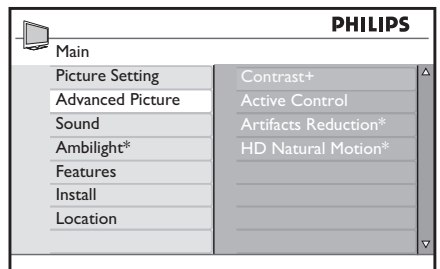 PHILIPS
Main
Picture Setting
Advanced Picture
Sound
Ambilight*
Features
Install
Location
Contrast+
Active Control
Artifacts Reduction*
HD Natural Motion*